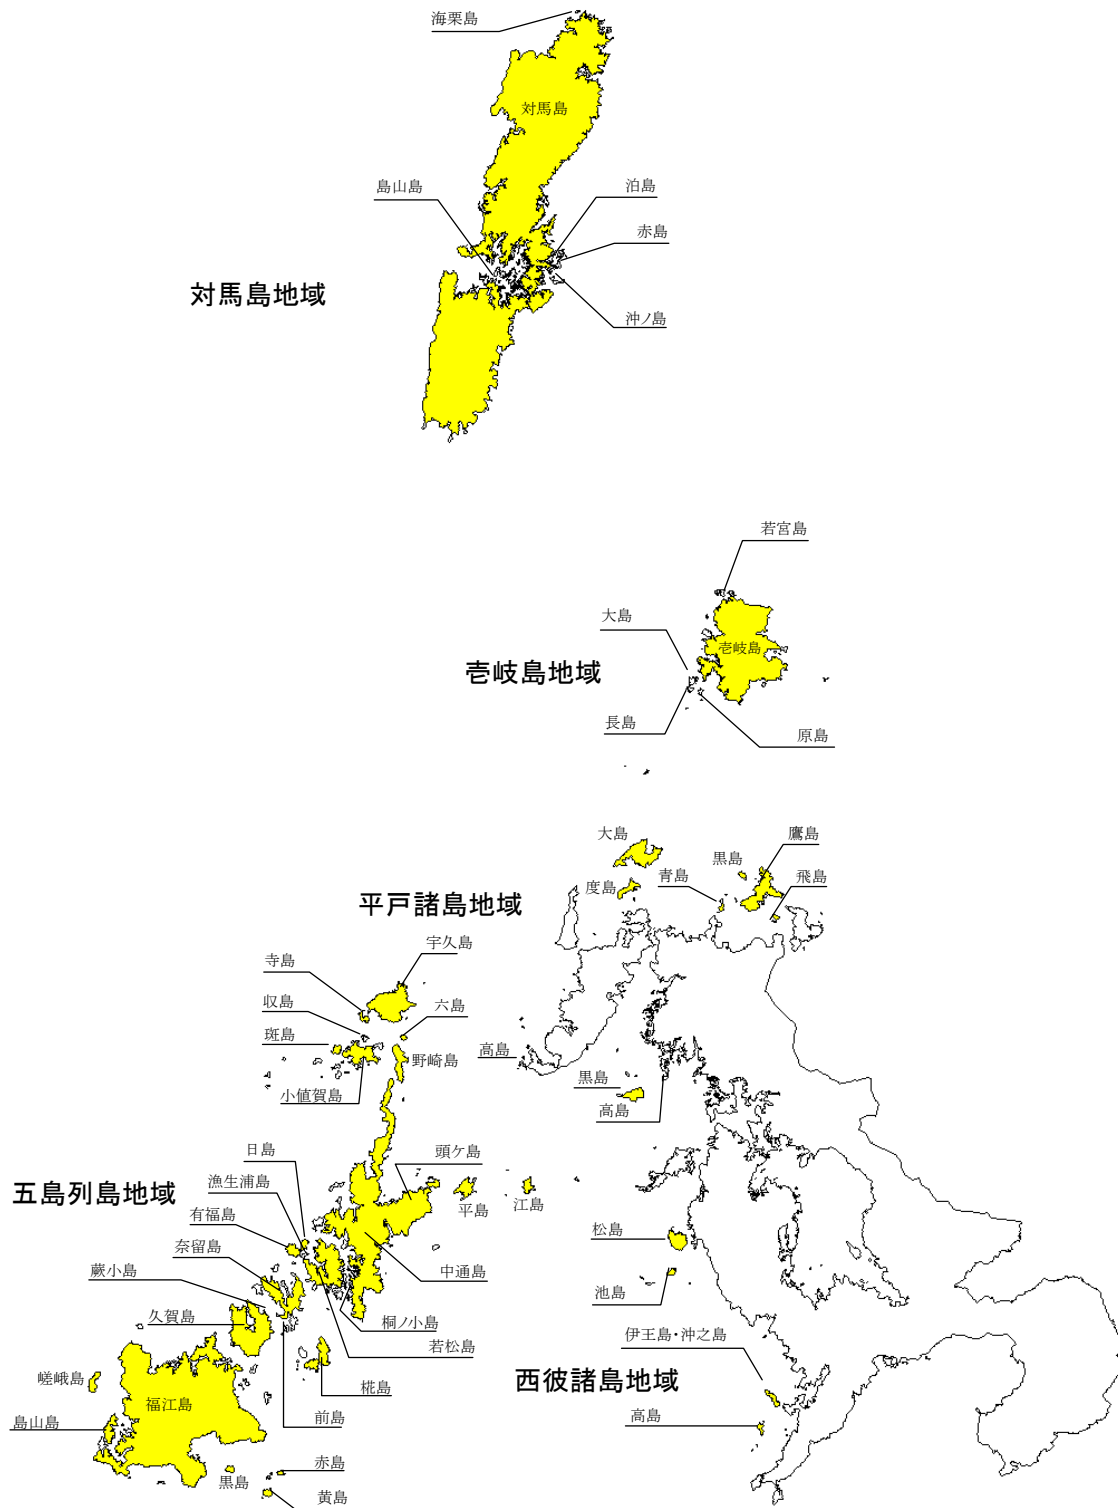 海栗島
対馬島
島山島
泊島
赤島
対馬島地域
沖ノ島
若宮島
大島
壱岐島
壱岐島地域
長島
原島
大島
鷹島
黒島
青島
飛島
度島
平戸諸島地域
宇久島
寺島
六島
収島
斑島
野崎島
高島
黒島
小値賀島
高島
日島
頭ケ島
漁生浦島
五島列島地域
平島
江島
有福島
奈留島
松島
中通島
蕨小島
池島
久賀島
桐ノ小島
伊王島・沖之島
若松島
西彼諸島地域
嵯峨島
椛島
福江島
高島
島山島
前島
赤島
黒島
黄島